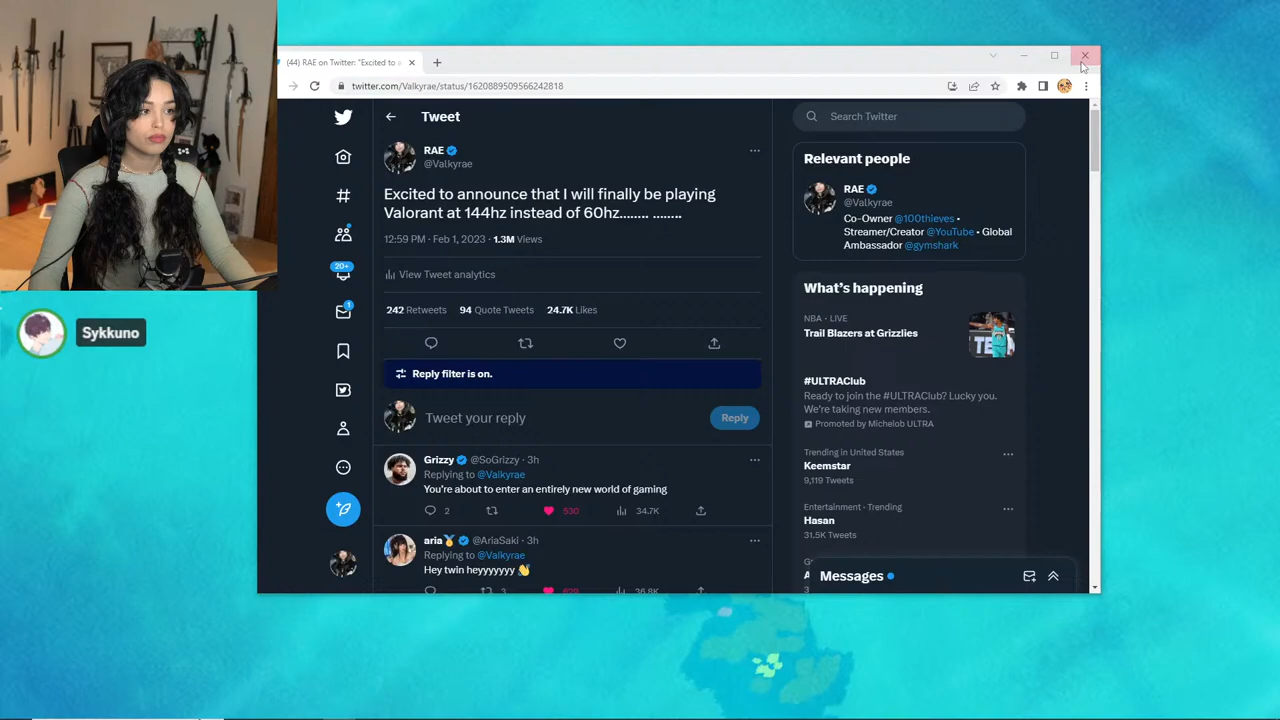 Valkyrae
(44) RAE on Twitter: "Excited to a
twitter.com/Valkyrae/status/1620889509566242818
Tweet
Search Twitter
RAE
@Valkyrae
Excited to announce that I will finally be playing
Valorant at 144hz instead of 60hz........ ........
12:59 PM · Feb 1, 2023 · 1.3M Views
View Tweet analytics
242 Retweets 94 Quote Tweets 24.7K Likes
Reply filter is on.
Tweet your reply
Reply
Grizzy @SoGrizzy · 3h
Replying to @Valkyrae
You're about to enter an entirely new world of gaming
2 530 34.7K
aria🏅 @AriaSaki · 3h
Replying to @Valkyrae
Hey twin heyyyyyyy 👋
3 36.8K
20+
1
Sykkuno
Relevant people
RAE
@Valkyrae
Co-Owner @100thieves •
Streamer/Creator @YouTube • Global
Ambassador @gymshark
What's happening
NBA · LIVE
Trail Blazers at Grizzlies
#ULTRAClub
Ready to join the #ULTRAClub? Lucky you.
We're taking new members.
Promoted by Michelob ULTRA
Trending in United States
Keemstar
9,119 Tweets
Entertainment · Trending
Hasan
31.5K Tweets
Messages